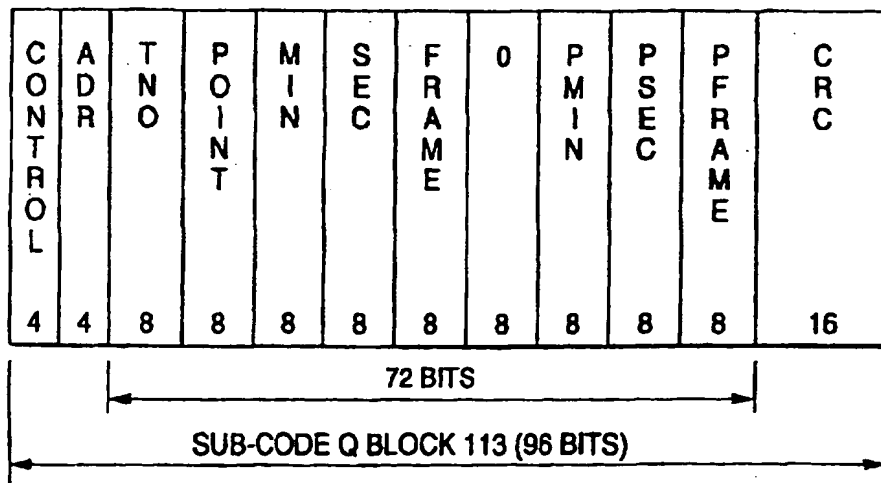 CONTROL ADR TNO POINT MIN SEC FRAME 0 PMIN PSEC PFRAME CRC
4 4 8 8 8 8 8 8 8 8 8 16
72 BITS
SUB-CODE Q BLOCK 113 (96 BITS)